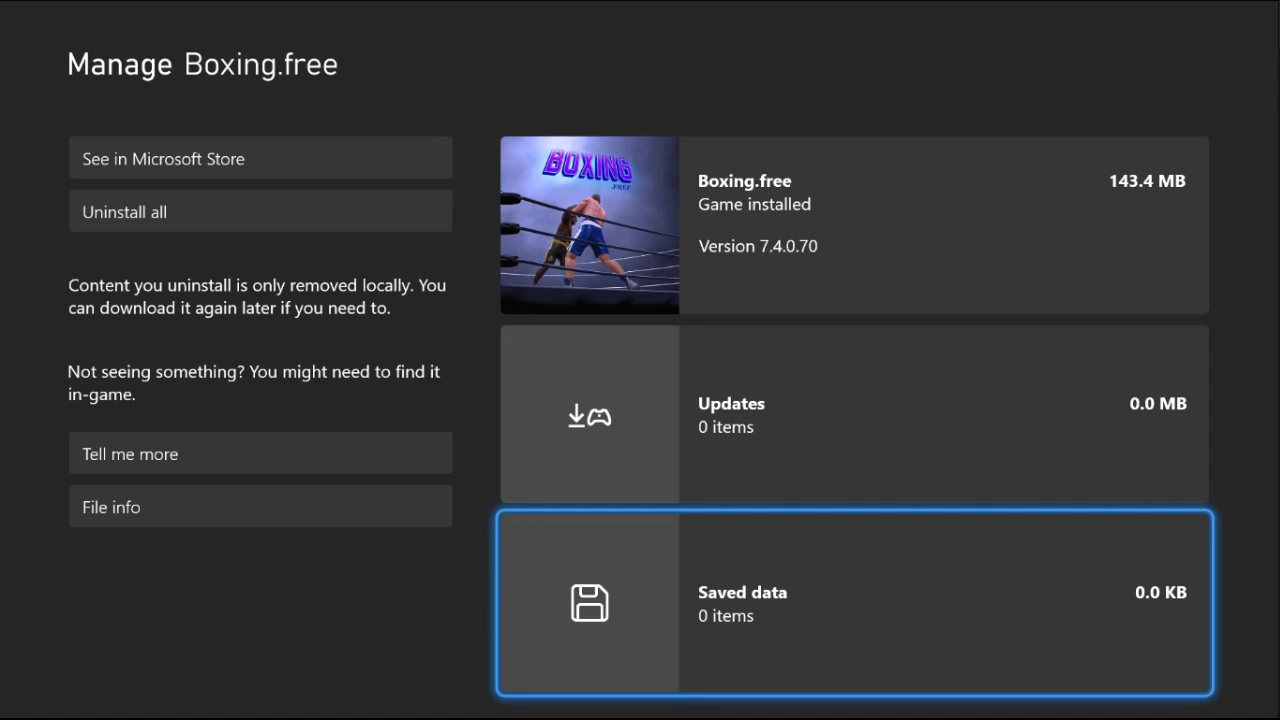 Manage Boxing.free
See in Microsoft Store
Uninstall all
Content you uninstall is only removed locally. You
can download it again later if you need to.
Not seeing something? You might need to find it
in-game.
Tell me more
File info
BOXING
.FREE
Boxing.free
143.4 MB
Game installed
Version 7.4.0.70
Updates
0.0 MB
0 items
Saved data
0.0 KB
0 items